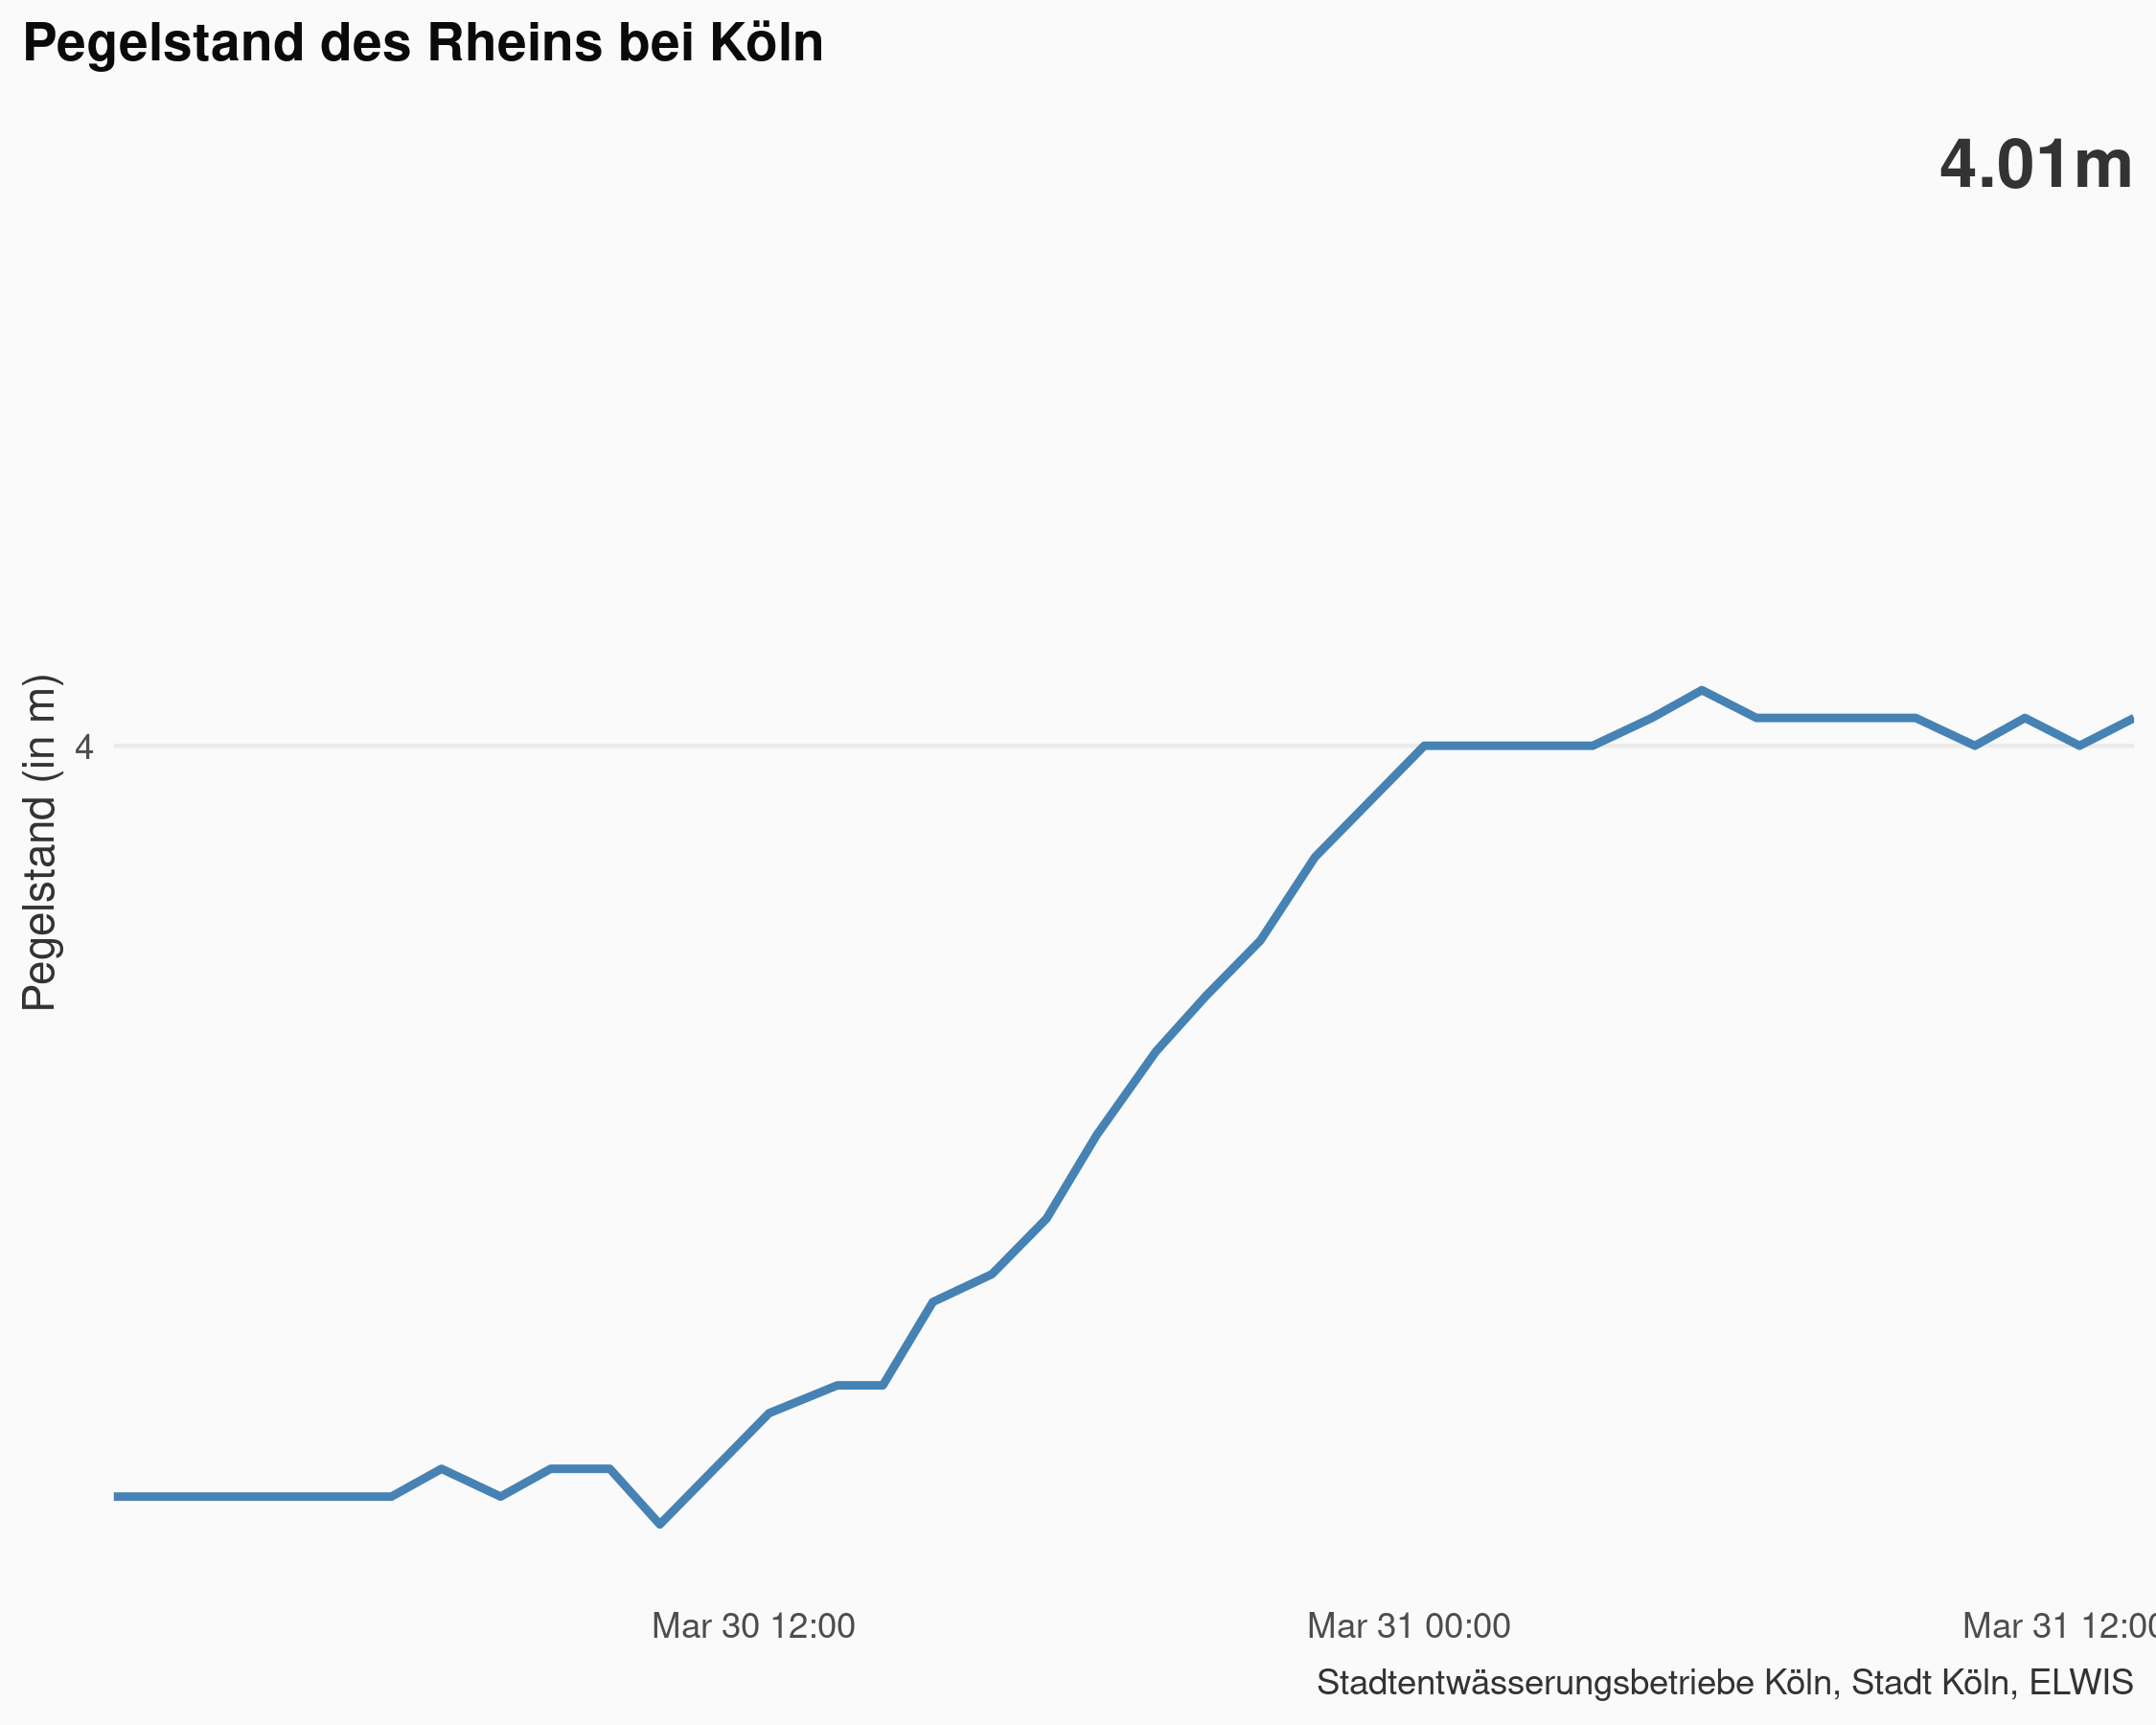 Pegelstand des Rheins bei Köln
4.01m
Pegelstand (in m)
4
Mar 30 12:00
Mar 31 00:00
Mar 31 12:00
Stadtentwässerungsbetriebe Köln, Stadt Köln, ELWIS